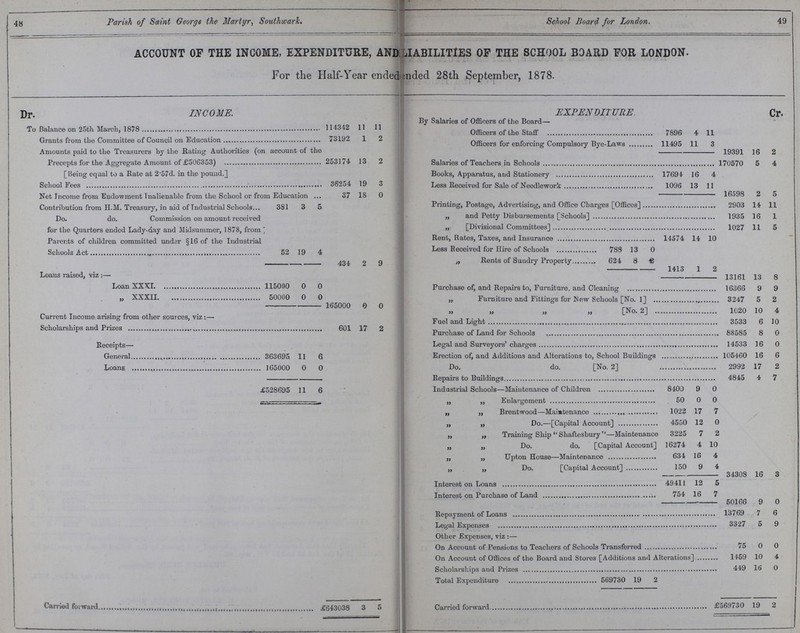 48
Parish of Saint George the Martyr, Southwark.
School Board for London.
49
ACCOUNT OF THE INCOME, EXPENDITURE, AND LIABILITIES OF THE SCHOOL BOARD FOR LONDON.
For the Half-Year ended ended 28th September, 1878.
Dr.
INCOME.
To Balance on 25th March, 1878 114342 11 11
Grants from the Committee of Council on Education 73192 1 2
Amounts paid to the Treasurers by the Rating Authorities (on account of the
Precepts for the Aggregate Amount of £506353) 253174 13 2
[Being equal to a Rate at 2·57d. in the pound.]
School Fees 36254 19 3
Net Income from Endowment Inalienable from the School or from Education ... 37 18 0
Contribution from H.M. Treasury, in aid of Industrial Schools... 381 3 5
Do. do. Commission on amount received
for the Quarters ended Lady-day and Midsummer, 1878, from
Parents of children committed under §16 of the Industrial
Schools Act 52 19 4
434 2 9
Loans raised, viz :—
Loan XXXI. 115000 0 0
„ XXXII. 50000 0 0
165000 0 0
Current Income arising from other sources, viz :—
Scholarships and Prizes 601 17 2
Receipts—
General 363695 11 6
Loans 165000 0 0
£528695 11 6
Carried forward £643038 3 5
EXPENDITURE
Cr.
By Salaries of Officers of the Board—
Officers of the Staff 7896 4 11
Officers for enforcing Compulsory Bye-Laws 11495 11 3
19391 16 2
Salaries of Teachers in Schools 170570 5 4
Books, Apparatus, and Stationery 17694 16 4
Less Received for Sale of Needlework 1096 13 11
16598 2 5
Printing, Postage, Advertising, and Office Charges [Offices] 2903 14 11
„ and Petty Disbursements [Schools] 1935 16 1
„ [Divisional Committees] 1027 11 5
Rent, Rates, Taxes, and Insurance 14574 14 10
Less Received for Hire of Schools 788 13 0
„ Rents of Sundry Property 624 8 2
1413 1 2
13161 13 8
Purchase of, and Repairs to, Furniture, and Cleaning 16366 9 9
„ Furniture and Fittings for New Schools [No. 1] 3247 5 2
„ „ „ „ [No. 2] 1020 10 4
Fuel and Light 3533 6 10
Purchase of Land for Schools 88585 8 0
Legal and Surveyors' charges 14533 16 0
Erection of, and Additions and Alterations to, School Buildings 105460 16 6
Do. do. [No. 2] 2992 17 2
Repairs to Buildings 4845 4 7
Industrial Schools—Maintenance of Children 8400 9 0
„ „ Enlargement 50 0 0
„ „ Brentwood—Maintenance 1022 17 7
„ „ Do.—[Capital Account] 4550 12 0
„ „ Training Ship "Shaftesbury"—Maintenance 3225 7 2
„ „ Do. do. [Capital Account] 16274 4 10
„ „ Upton House—Maintenance 634 16 4
„ „ Do. [Capital Account] 150 9 4
34308 16 3
Interest on Loans 49411 12 5
Interest on Purchase of Land 754 16 7
50166 9 0
Repayment of Loans 13769 7 6
Legal Expenses 3327 5 9
Other Expenses, viz :—
On Account of Pensions to Teachers of Schools Transferred 75 0 0
On Account of Offices of the Board and Stores [Additions and Alterations] 1459 10 4
Scholarships and Prizes 449 16 0
Total Expenditure 569730 19 2
Carried forward £569730 19 2